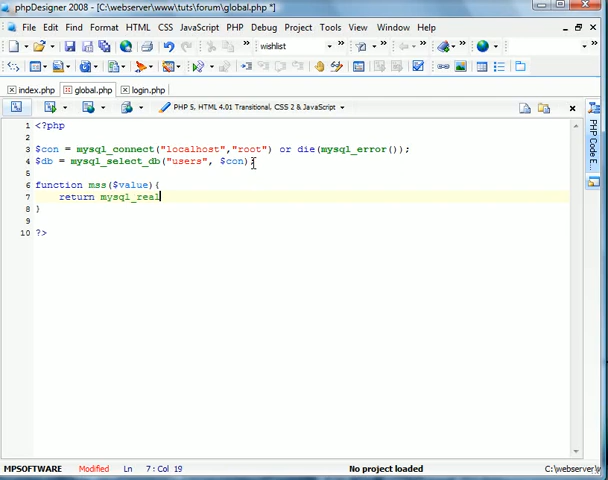 phpDesigner 2008 - [C:\webserver\www\tuts\forum\global.php *]
File Edit HTML CSS JavaScript PHP Debug Project Tools View Window Help
wishlist
index.php global.php login.php
PHP 5, HTML 4.01 Transitional, CSS 2 & JavaScript
1 <?php
2
3 $con = mysql_connect("localhost","root") or die(mysql_error());
4 $db = mysql_select_db("users", $con);
5
6 function mss($value){
7 return mysql_real
8 }
9
10 ?>
PHP Code E...
MPSOFTWARE Modified Ln 7 : Col 19 No project loaded C:\webserver\w